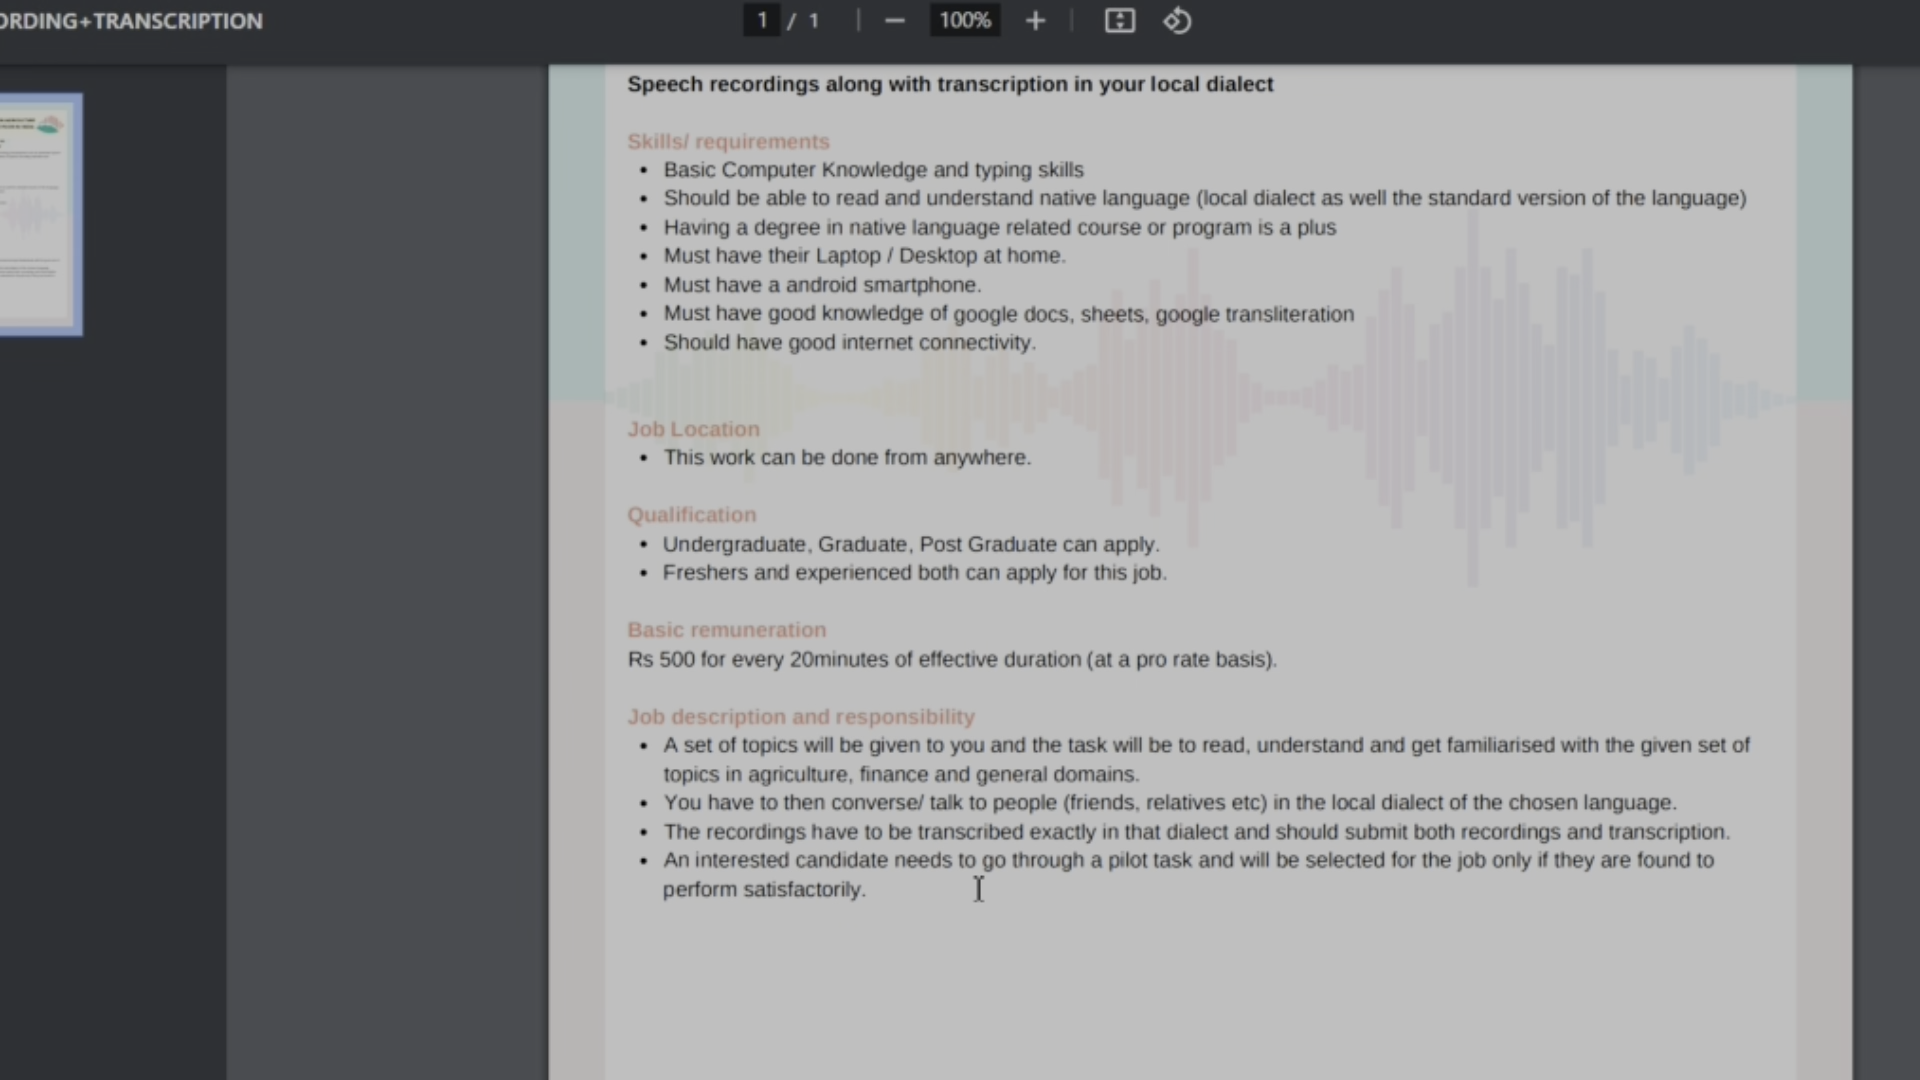 ORDING+TRANSCRIPTION
1 / 1
100%
Speech recordings along with transcription in your local dialect
Skills/ requirements
• Basic Computer Knowledge and typing skills
• Should be able to read and understand native language (local dialect as well the standard version of the language)
• Having a degree in native language related course or program is a plus
• Must have their Laptop / Desktop at home.
• Must have a android smartphone.
• Must have good knowledge of google docs, sheets, google transliteration
• Should have good internet connectivity.
Job Location
• This work can be done from anywhere.
Qualification
• Undergraduate, Graduate, Post Graduate can apply.
• Freshers and experienced both can apply for this job.
Basic remuneration
Rs 500 for every 20minutes of effective duration (at a pro rate basis).
Job description and responsibility
• A set of topics will be given to you and the task will be to read, understand and get familiarised with the given set of
topics in agriculture, finance and general domains.
• You have to then converse/ talk to people (friends, relatives etc) in the local dialect of the chosen language.
• The recordings have to be transcribed exactly in that dialect and should submit both recordings and transcription.
• An interested candidate needs to go through a pilot task and will be selected for the job only if they are found to
perform satisfactorily.